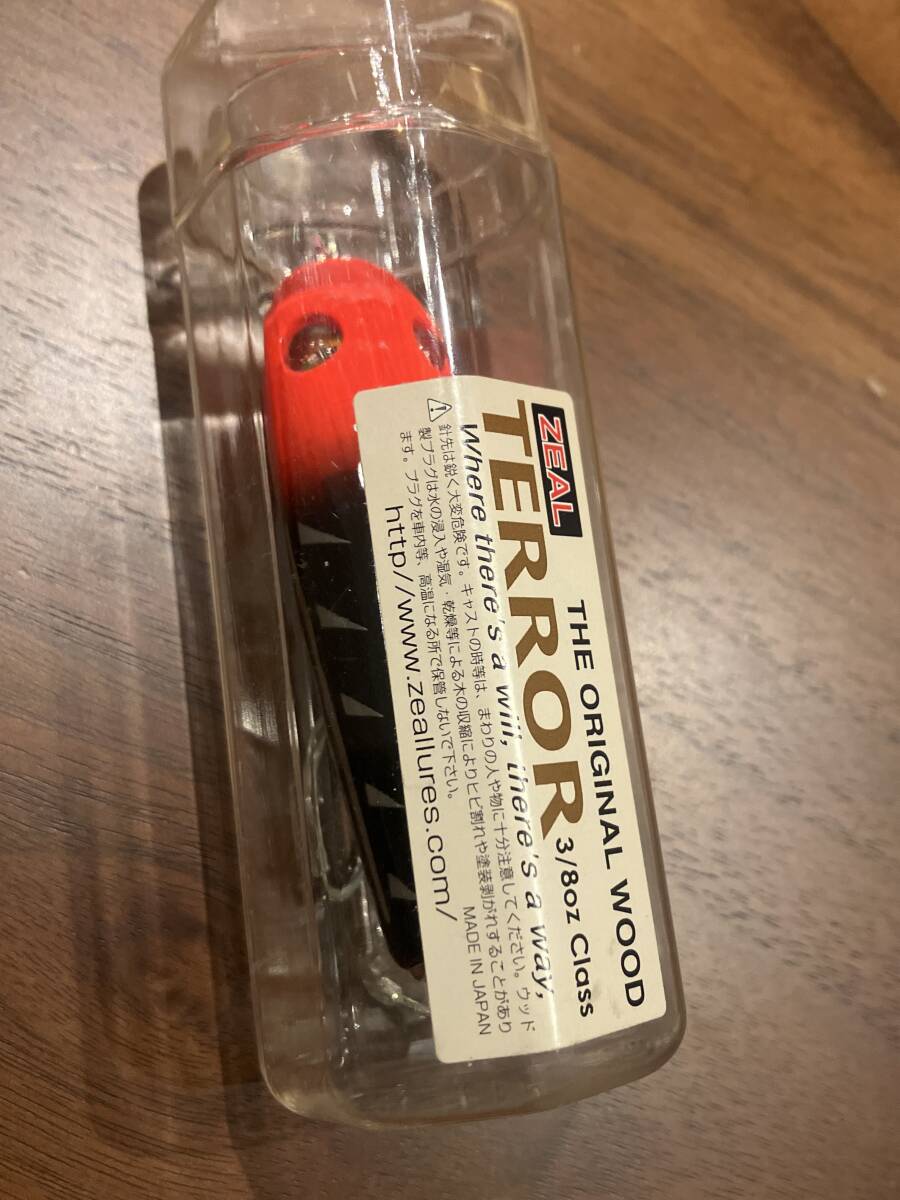 ZEAL
THE ORIGINAL WOOD
TERROR
3/8oz Class
Where there's a will, there's a way,
⚠針先は鋭く大変危険です。キャストの時等は、まわりの人や物に十分注意してください。ウッド
製プラグは水の浸入や湿気・乾燥等による木の収縮によりヒビ割れや塗装剥がれすることがあり
ます。プラグを車内等、高温になる所で保管しないで下さい。
MADE IN JAPAN
http//www.zeallures.com/